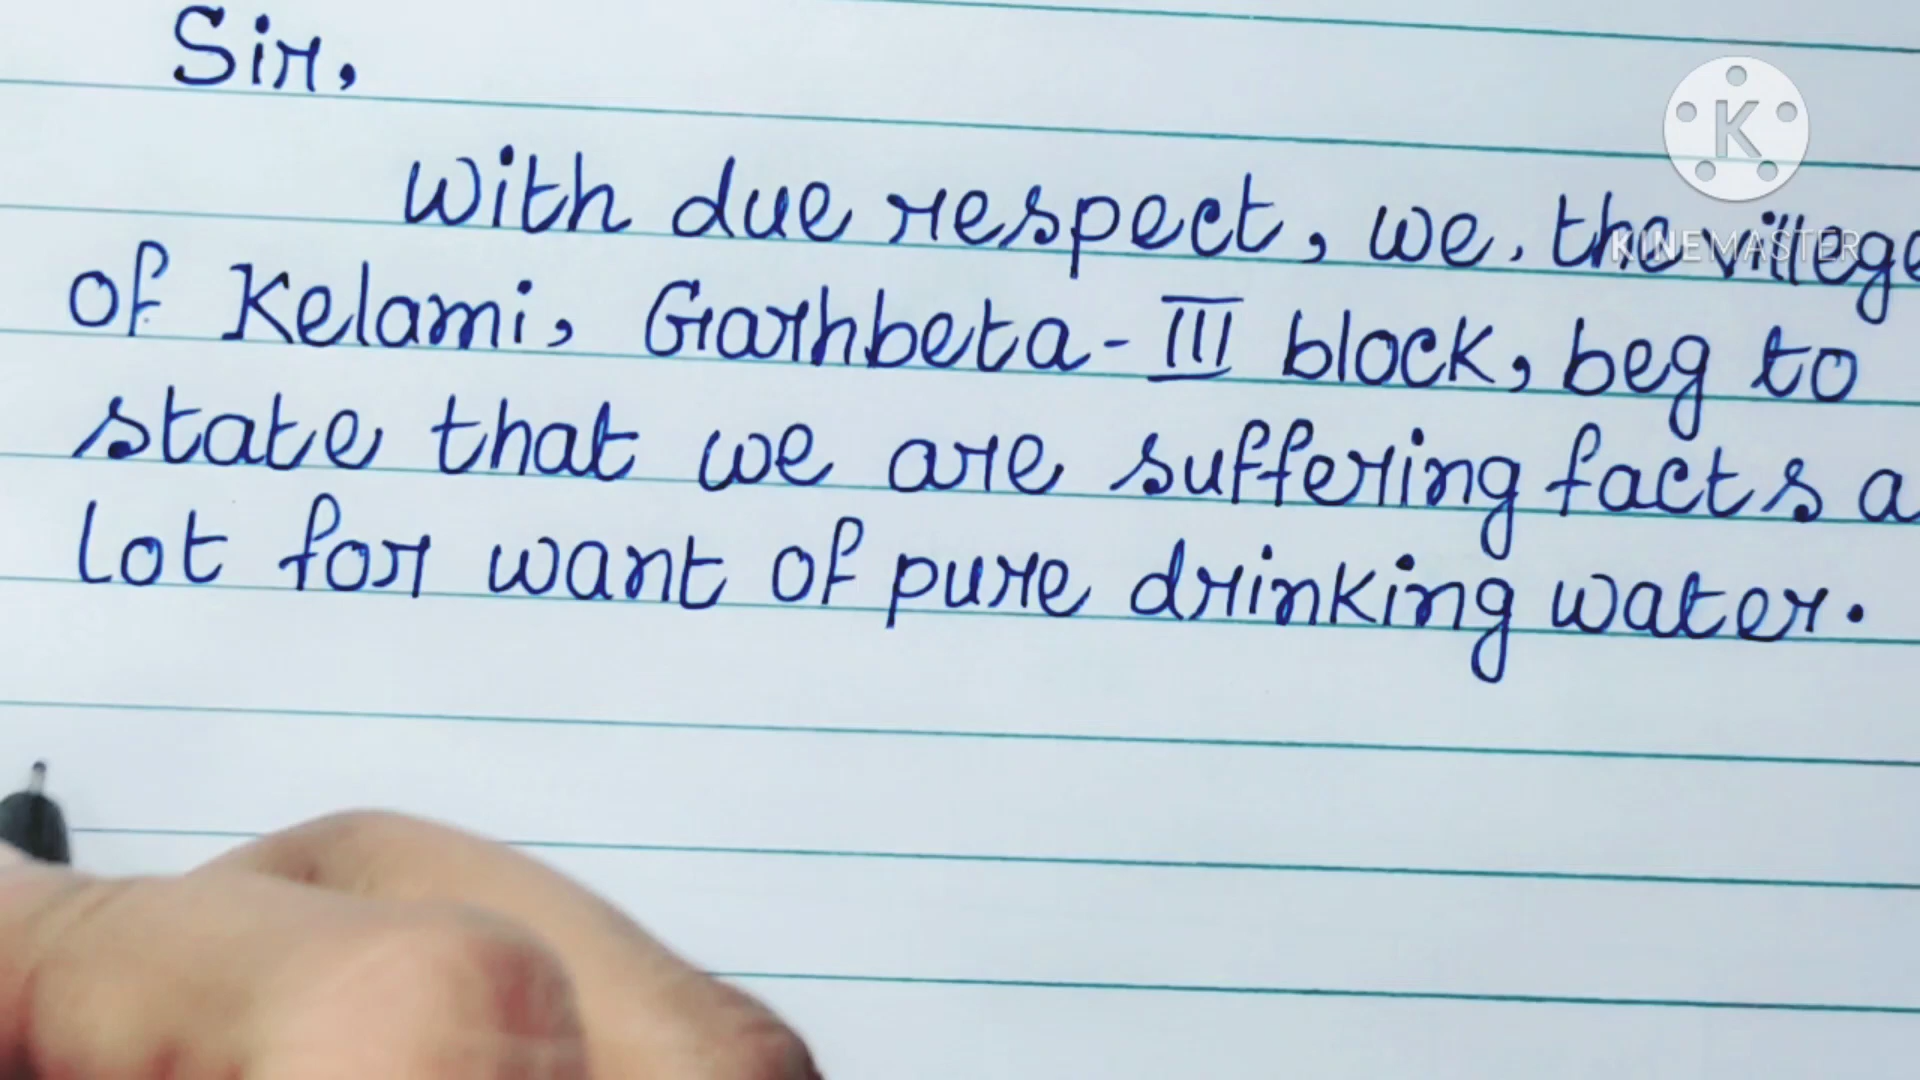 Sir,
With due respect, we, the villege
of Kelami, Garhbeta-III block, beg to
state that we are suffering facts a
lot for want of pure drinking water.
K
KINEMASTER